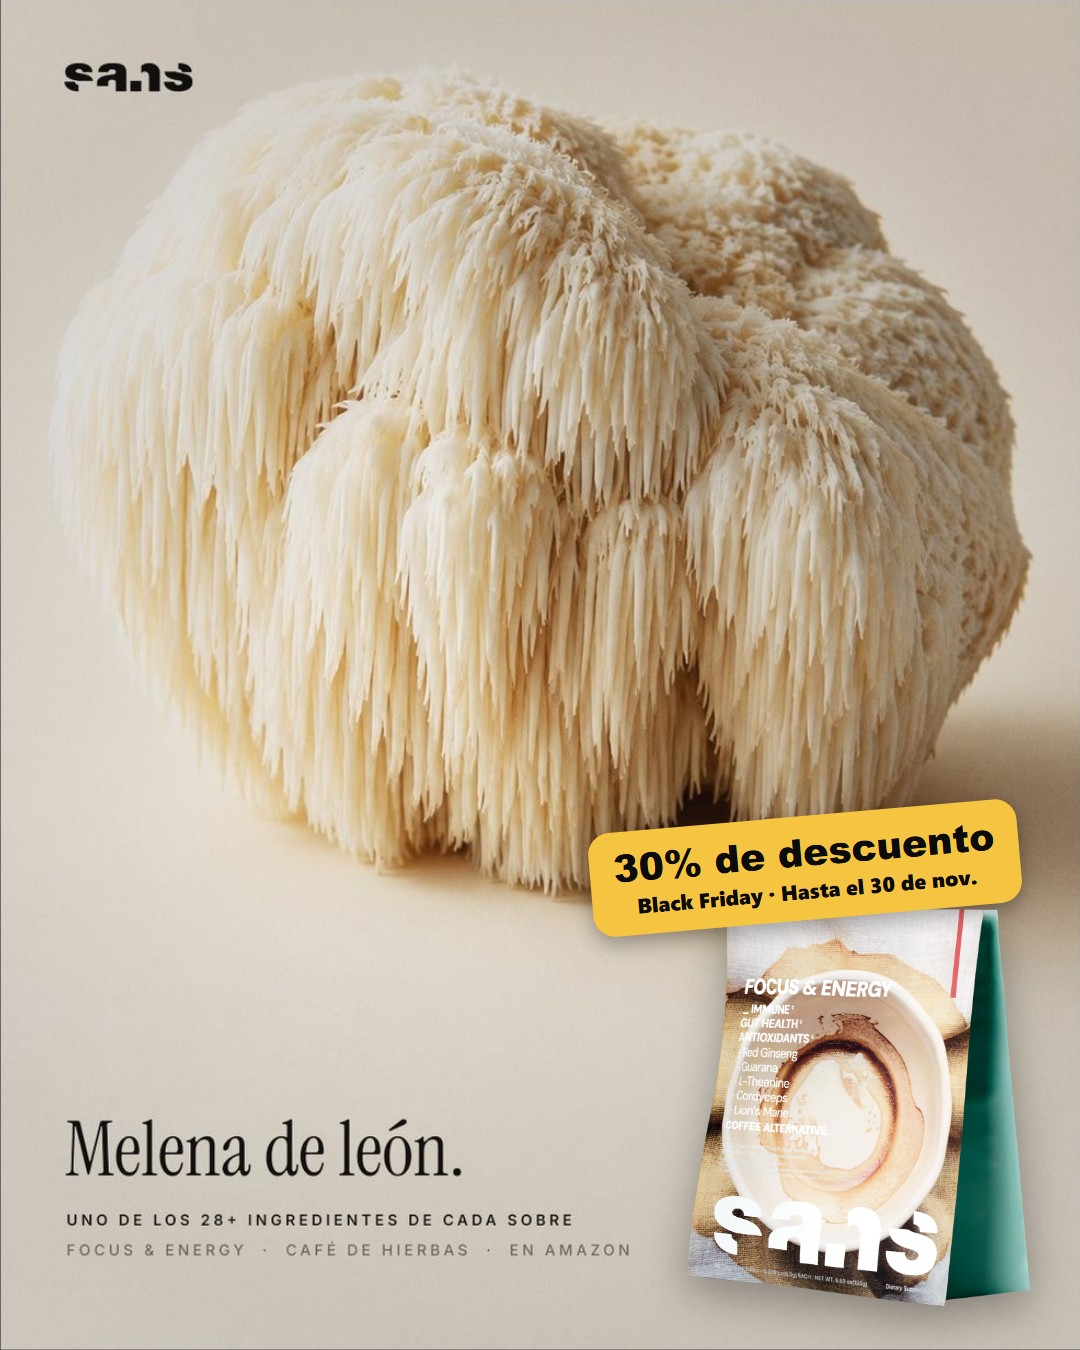 sans
30% de descuento
Black Friday · Hasta el 30 de nov.
FOCUS & ENERGY
IMMUNE
GUT HEALTH
ANTIOXIDANTS
Red Ginseng
Guarana
L-Theanine
Cordyceps
Lion's Mane
COFFEE ALTERNATIVE.
sans
Melena de león.
UNO DE LOS 28+ INGREDIENTES DE CADA SOBRE
FOCUS & ENERGY · CAFÉ DE HIERBAS · EN AMAZON